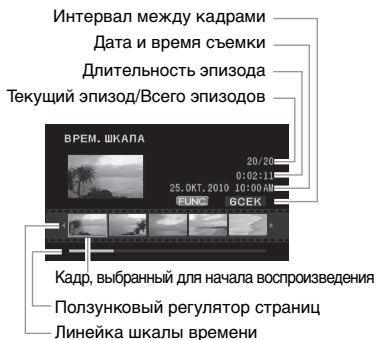 Интервал между кадрами
Дата и время съемки
Длительность эпизода
Текущий эпизод/Всего эпизодов
ВРЕМ. ШКАЛА
20/20
0:02:11
25.ОКТ.2010 10:00AM
FUNC 6СЕК
Кадр, выбранный для начала воспроизведения
Ползунковый регулятор страниц
Линейка шкалы времени